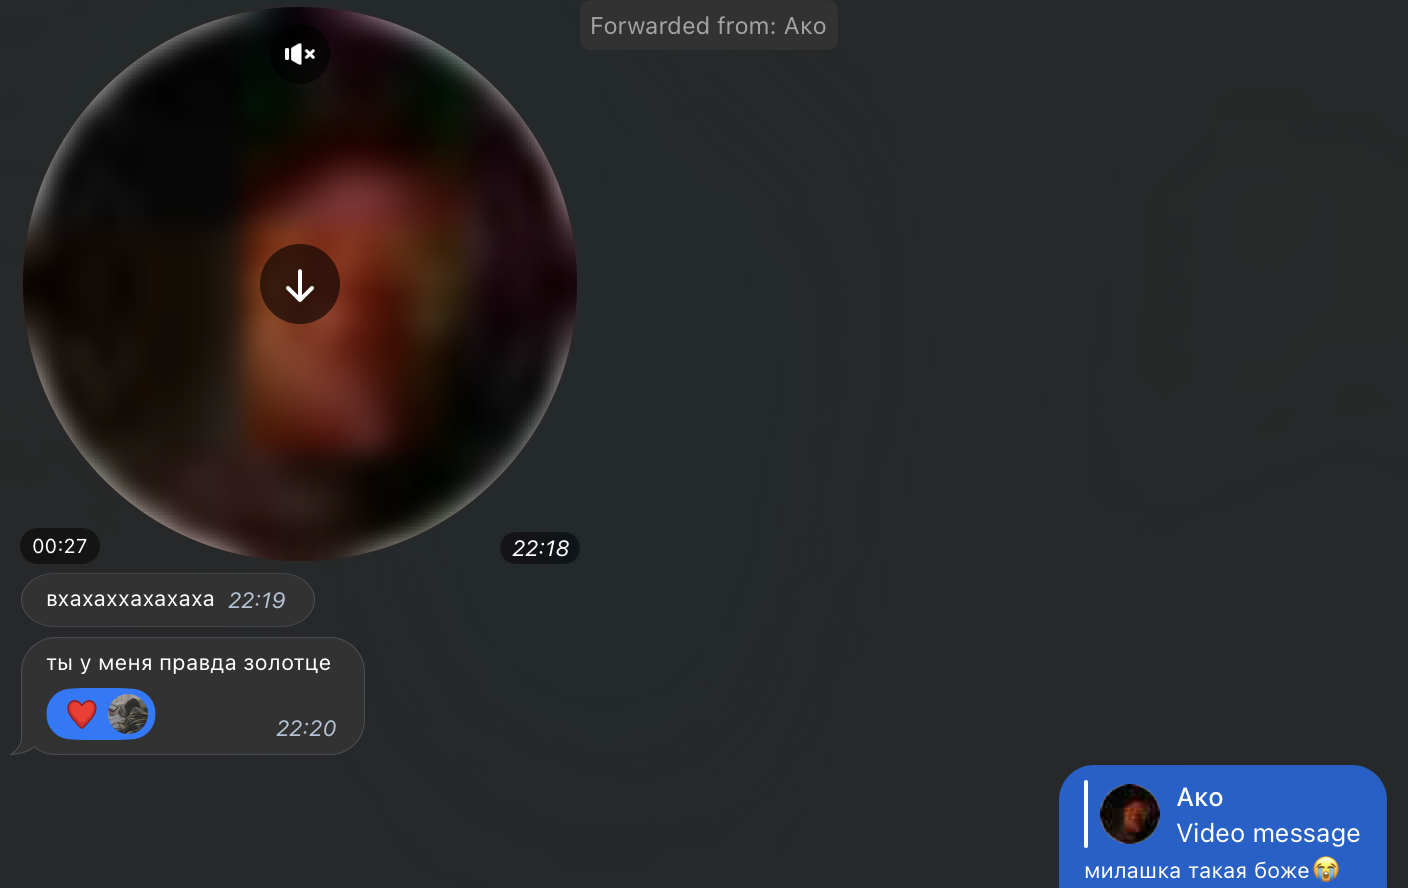 Forwarded from: Ако
00:27
22:18
вхахаххахахаха 22:19
ты у меня правда золотце
22:20
Ако
Video message
милашка такая боже😭